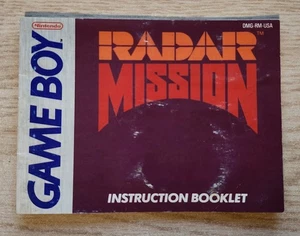 Nintendo
GAME BOY
DMG-RM-USA
RADAR
TM
MISSION
INSTRUCTION BOOKLET